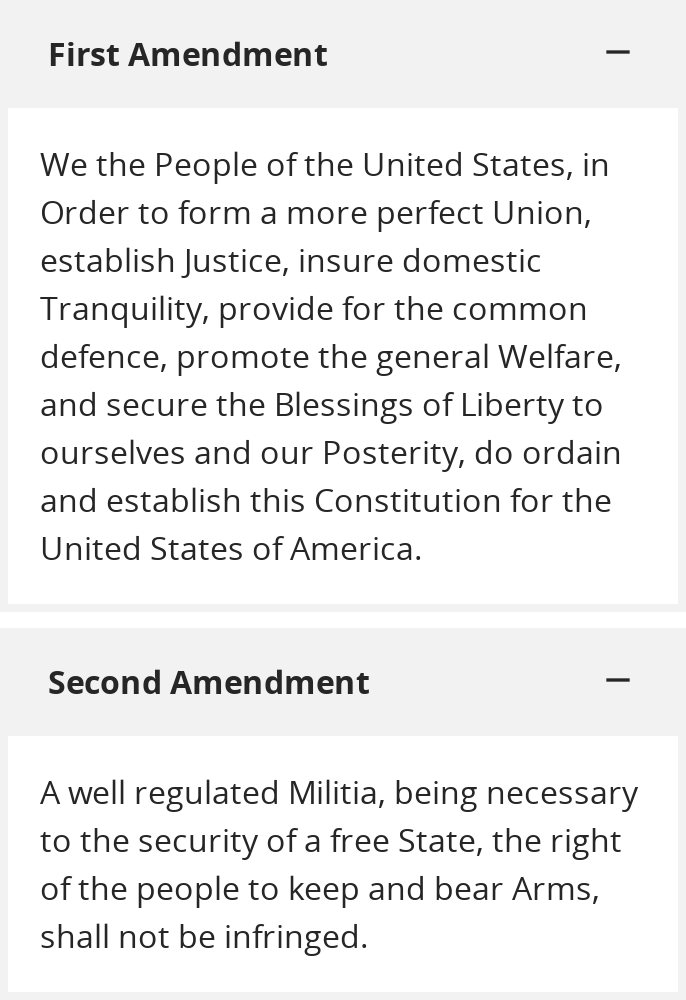 First Amendment
We the People of the United States, in
Order to form a more perfect Union,
establish Justice, insure domestic
Tranquility, provide for the common
defence, promote the general Welfare,
and secure the Blessings of Liberty to
ourselves and our Posterity, do ordain
and establish this Constitution for the
United States of America.
Second Amendment
A well regulated Militia, being necessary
to the security of a free State, the right
of the people to keep and bear Arms,
shall not be infringed.